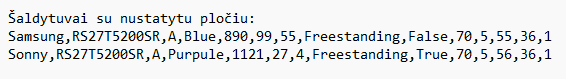 Šaldytuvai su nustatytu pločiu:
Samsung,RS27T5200SR,A,Blue,890,99,55,Freestanding,False,70,5,55,36,1
Sonny,RS27T5200SR,A,Purpule,1121,27,4,Freestanding,True,70,5,56,36,1